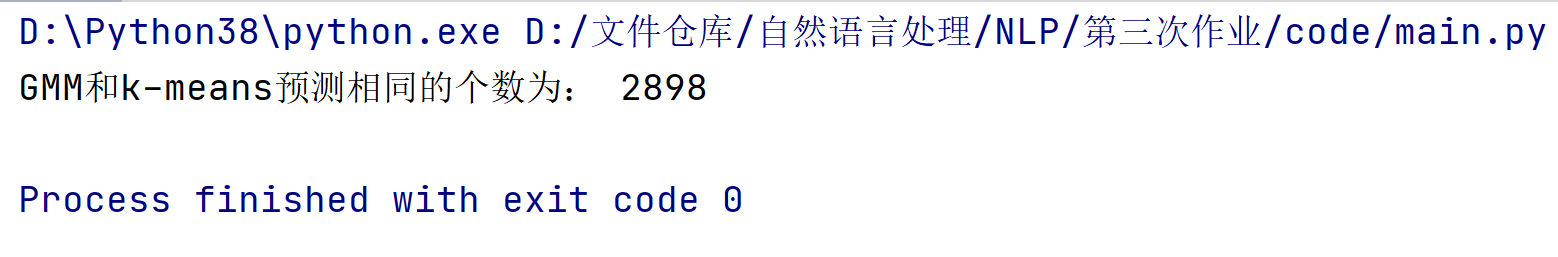 D:\Python38\python.exe D:/文件仓库/自然语言处理/NLP/第三次作业/code/main.py
GMM和k-means预测相同的个数为： 2898
Process finished with exit code 0